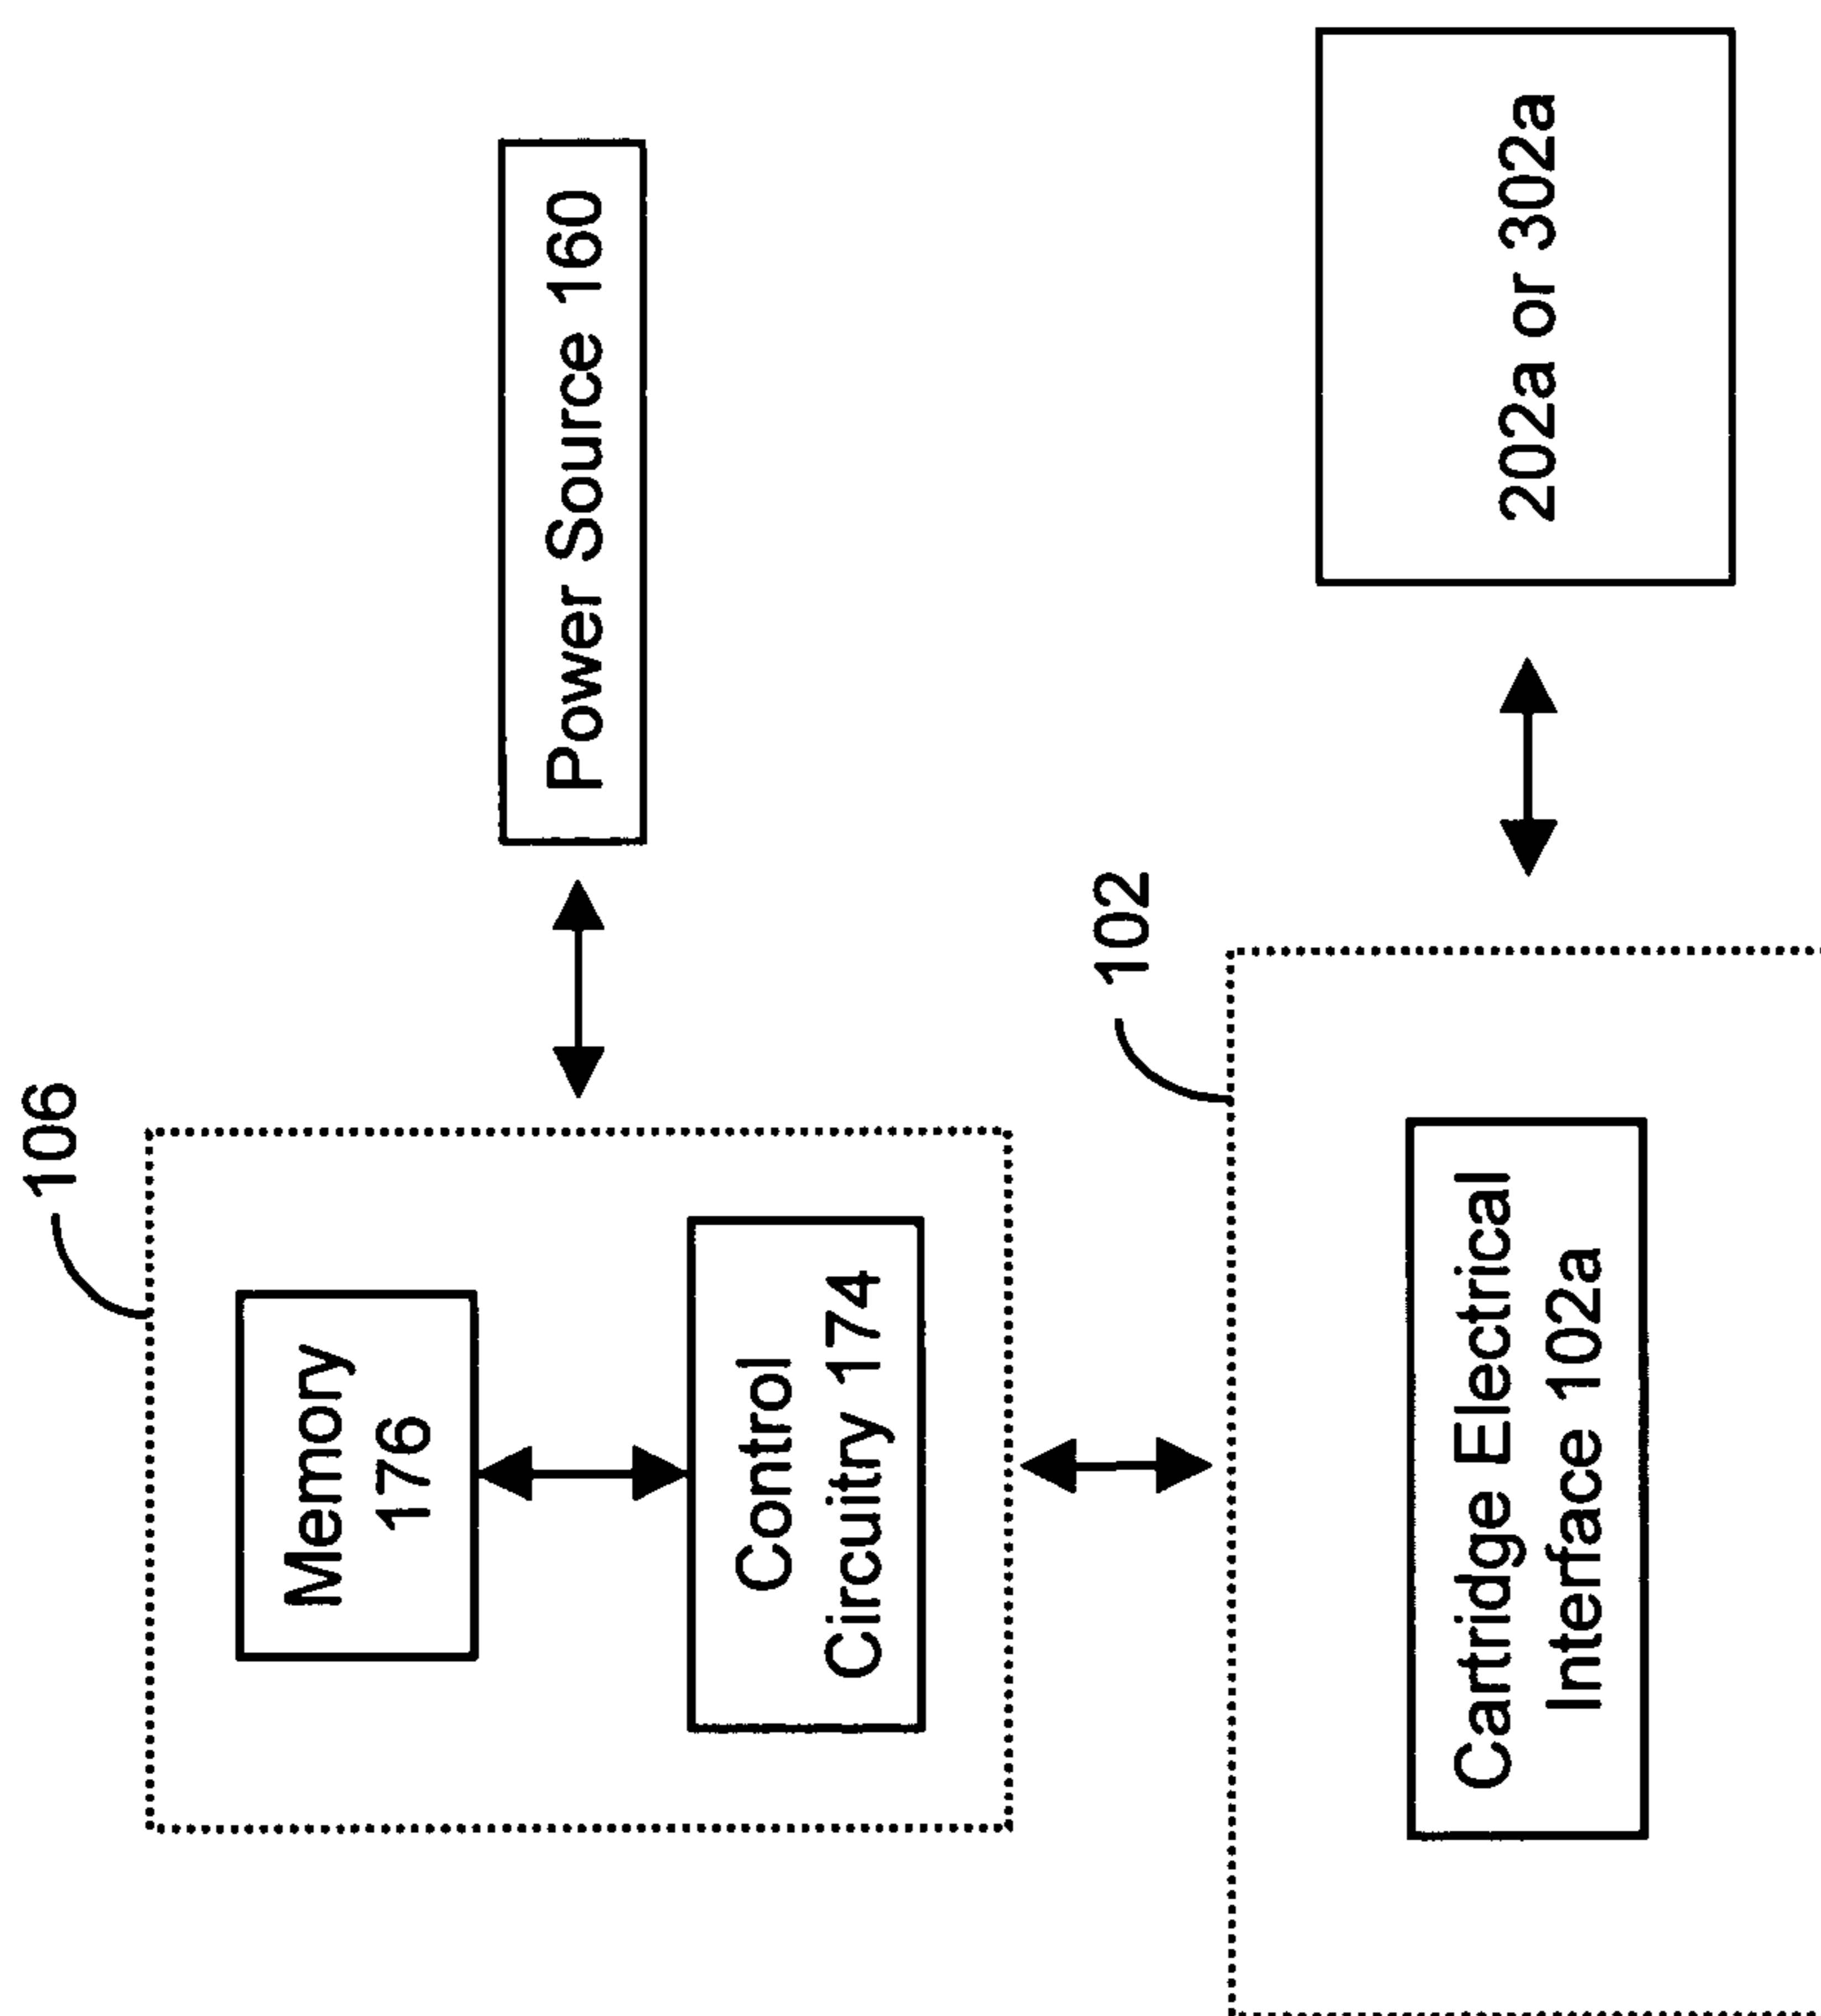 106
Memory
176
Control
Circuitry 174
Power Source 160
102
Cartridge Electrical
Interface 102a
202a or 302a